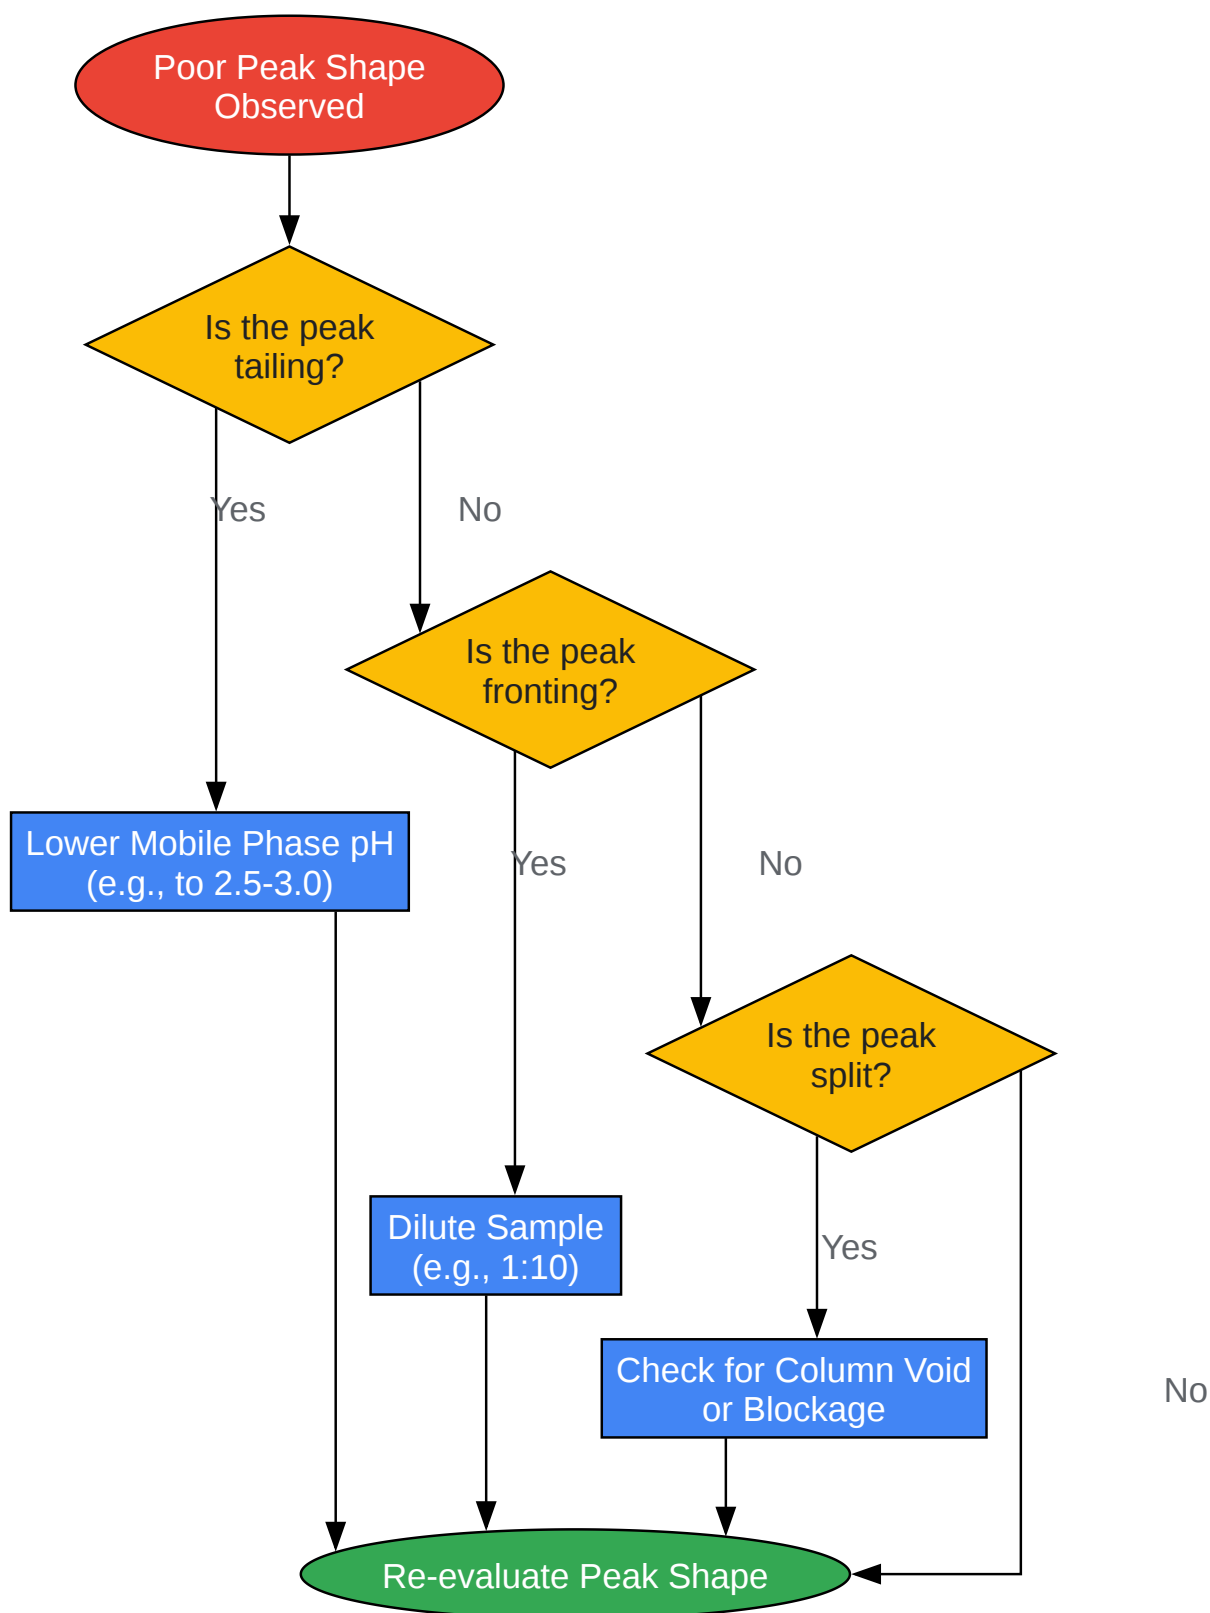 Poor Peak Shape
Observed
Is the peak
tailing?
Yes
No
Is the peak
fronting?
Lower Mobile Phase pH
(e.g., to 2.5-3.0)
Yes
No
Is the peak
split?
Dilute Sample
(e.g., 1:10)
Yes
Check for Column Void
or Blockage
No
Re-evaluate Peak Shape